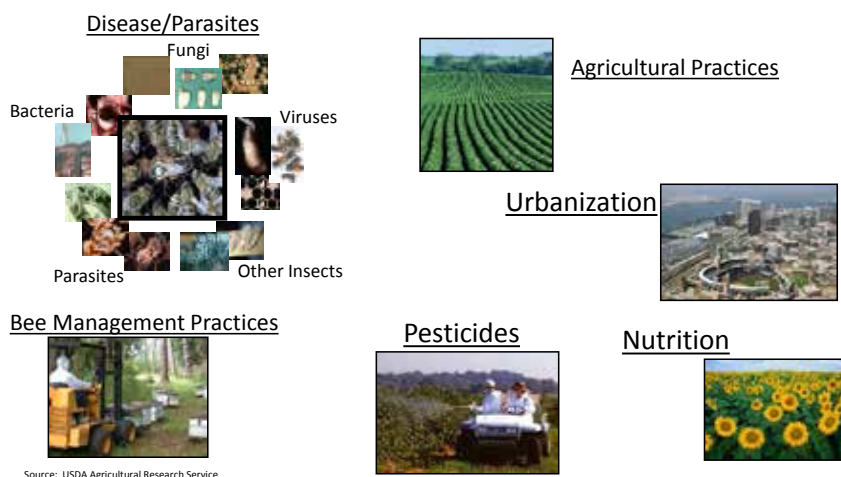 Disease/Parasites
Fungi
Bacteria
Viruses
Parasites
Other Insects
Agricultural Practices
Urbanization
Bee Management Practices
Pesticides
Nutrition
Source: USDA Agricultural Research Service